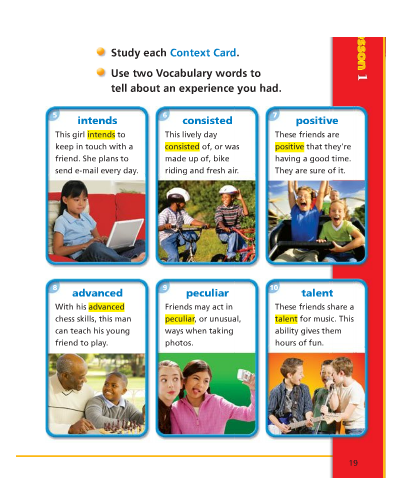 Study each Context Card.
Use two Vocabulary words to
tell about an experience you had.
Lesson 1
5
intends
This girl intends to
keep in touch with a
friend. She plans to
send e-mail every day.
6
consisted
This lively day
consisted of, or was
made up of, bike
riding and fresh air.
7
positive
These friends are
positive that they're
having a good time.
They are sure of it.
8
advanced
With his advanced
chess skills, this man
can teach his young
friend to play.
9
peculiar
Friends may act in
peculiar, or unusual,
ways when taking
photos.
10
talent
These friends share a
talent for music. This
ability gives them
hours of fun.
19